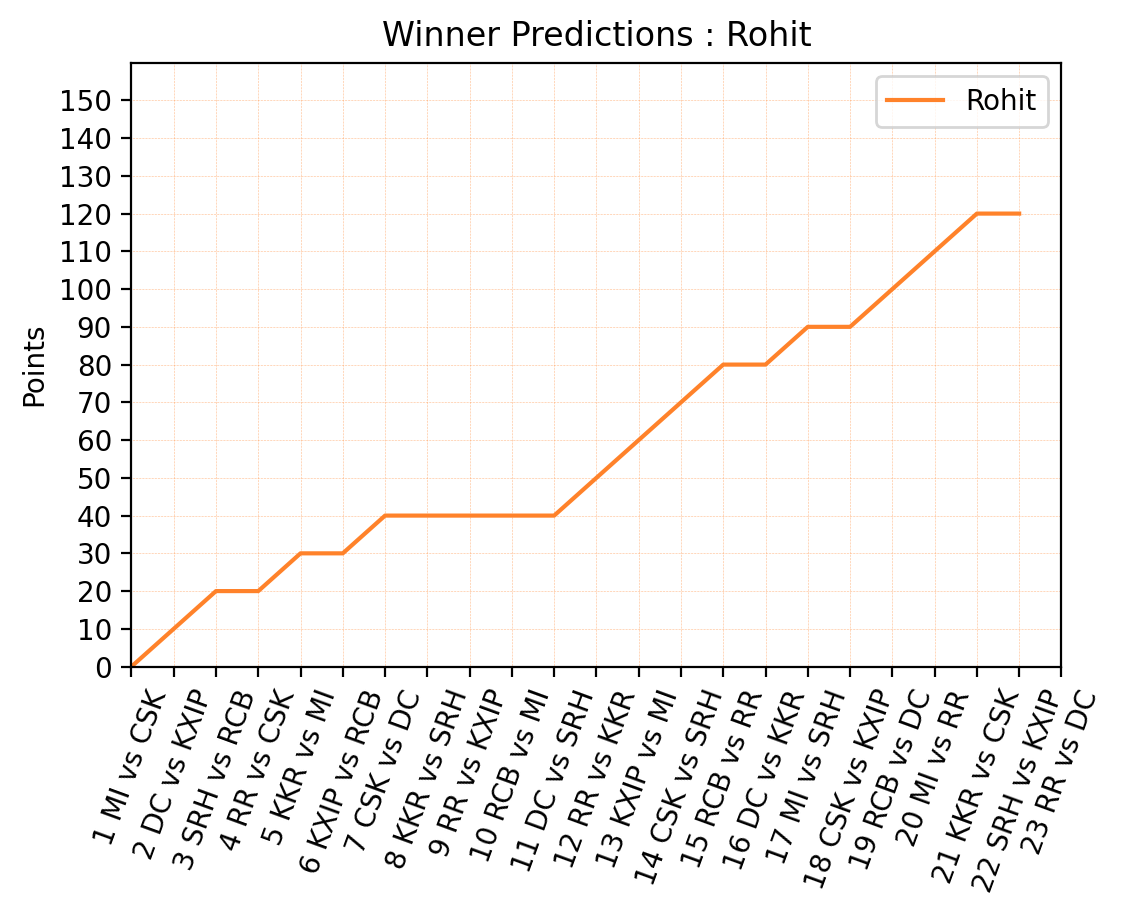 Winner Predictions : Rohit
Rohit
Points
150
140
130
120
110
100
90
80
70
60
50
40
30
20
10
0
1 MI vs CSK
2 DC vs KXIP
3 SRH vs RCB
4 RR vs CSK
5 KKR vs MI
6 KXIP vs RCB
7 CSK vs DC
8 KKR vs SRH
9 RR vs KXIP
10 RCB vs MI
11 DC vs SRH
12 RR vs KKR
13 KXIP vs MI
14 CSK vs SRH
15 RCB vs RR
16 DC vs KKR
17 MI vs SRH
18 CSK vs KXIP
19 RCB vs DC
20 MI vs RR
21 KKR vs CSK
22 SRH vs KXIP
23 RR vs DC